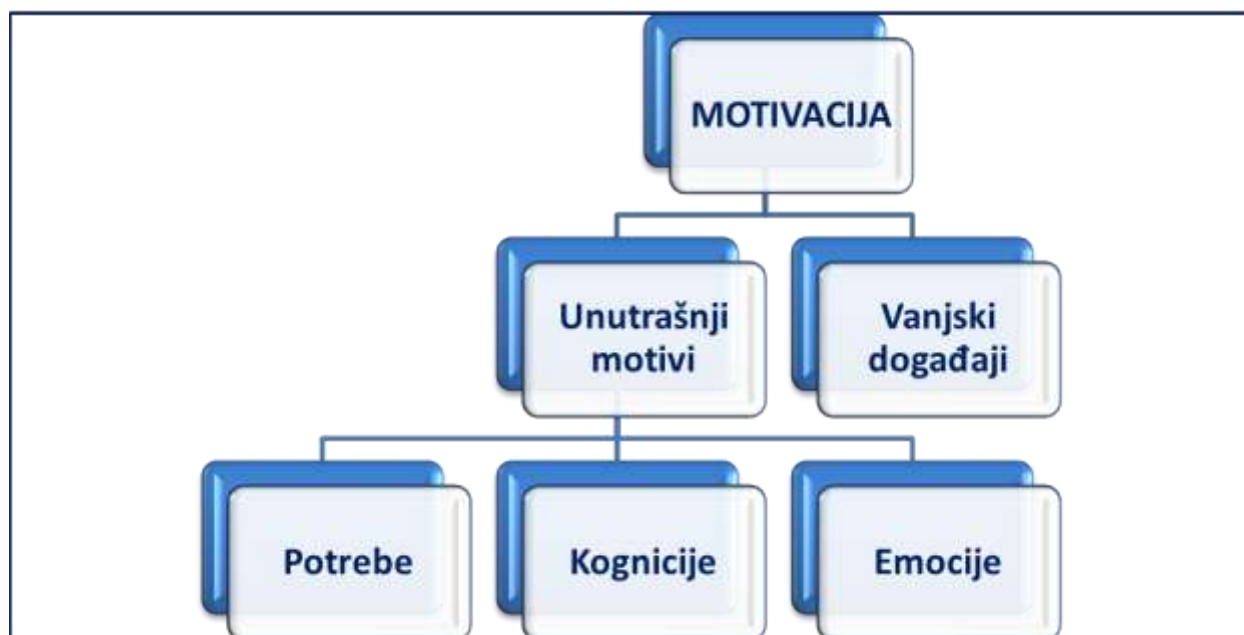 MOTIVACIJA
Unutrašnji
motivi
Vanjski
događaji
Potrebe
Kognicije
Emocije